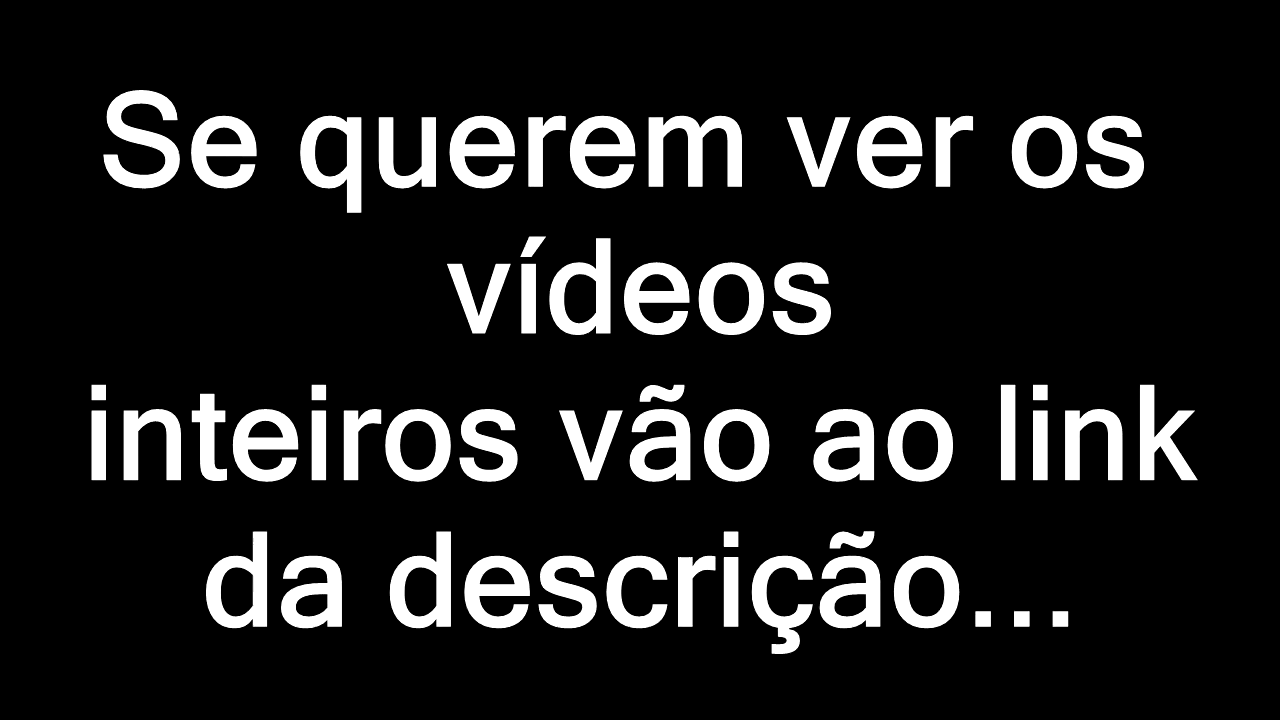 Se querem ver os
vídeos
inteiros vão ao link
da descrição...